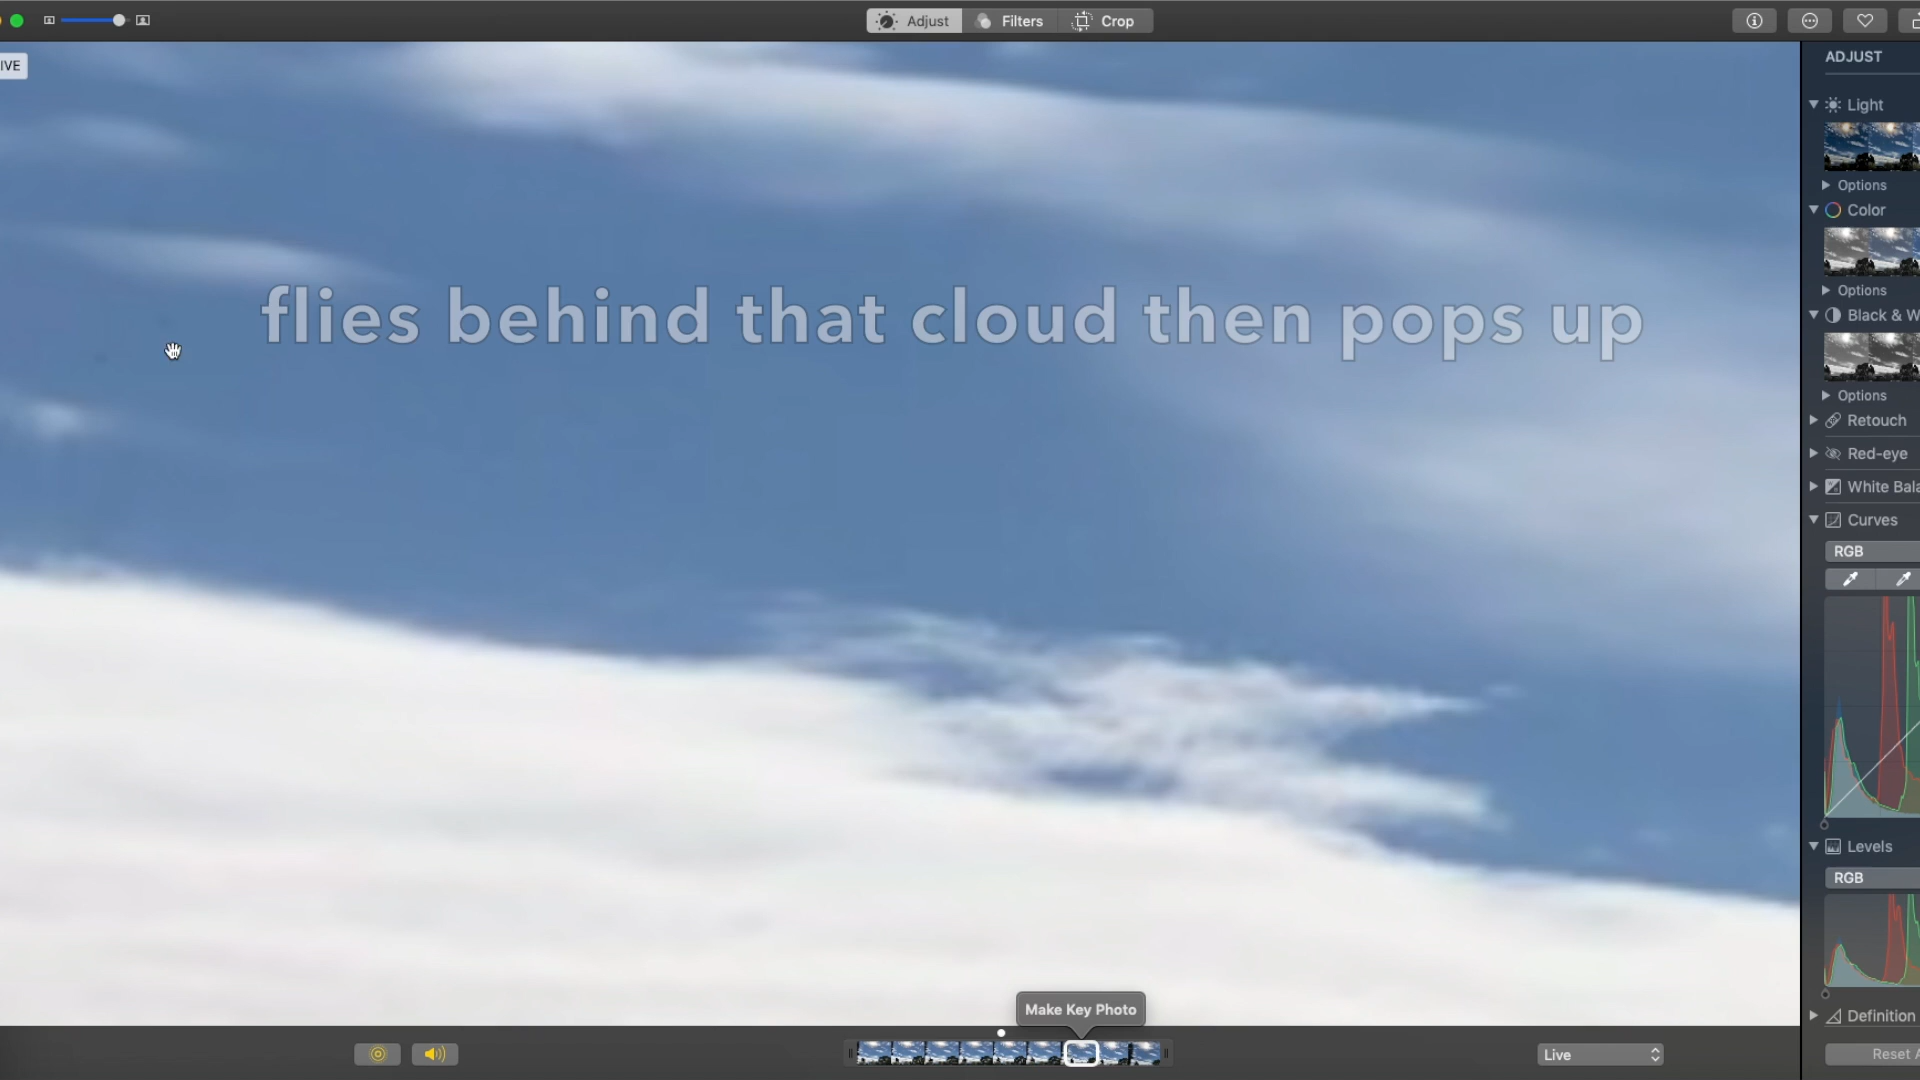 Adjust Filters Crop
IVE
ADJUST
Light
Options
Color
Options
Black & W
Options
flies behind that cloud then pops up
Retouch
Red-eye
White Bala
Curves
RGB
Levels
RGB
Make Key Photo
Definition
Live
Reset A